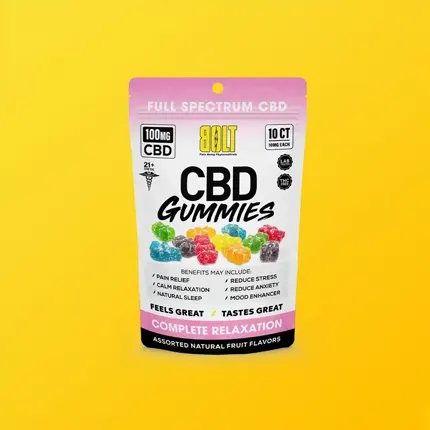 FULL SPECTRUM CBD
100MG
CBD
BOLT
10 CT
10MG EACH
21+
LAB
THC
CBD
GUMMIES
BENEFITS MAY INCLUDE:
/ PAIN RELIEF
/ REDUCE STRESS
/ CALM RELAXATION
/ REDUCE ANXIETY
/ NATURAL SLEEP
/ MOOD ENHANCER
FEELS GREAT / TASTES GREAT
COMPLETE RELAXATION
ASSORTED NATURAL FRUIT FLAVORS